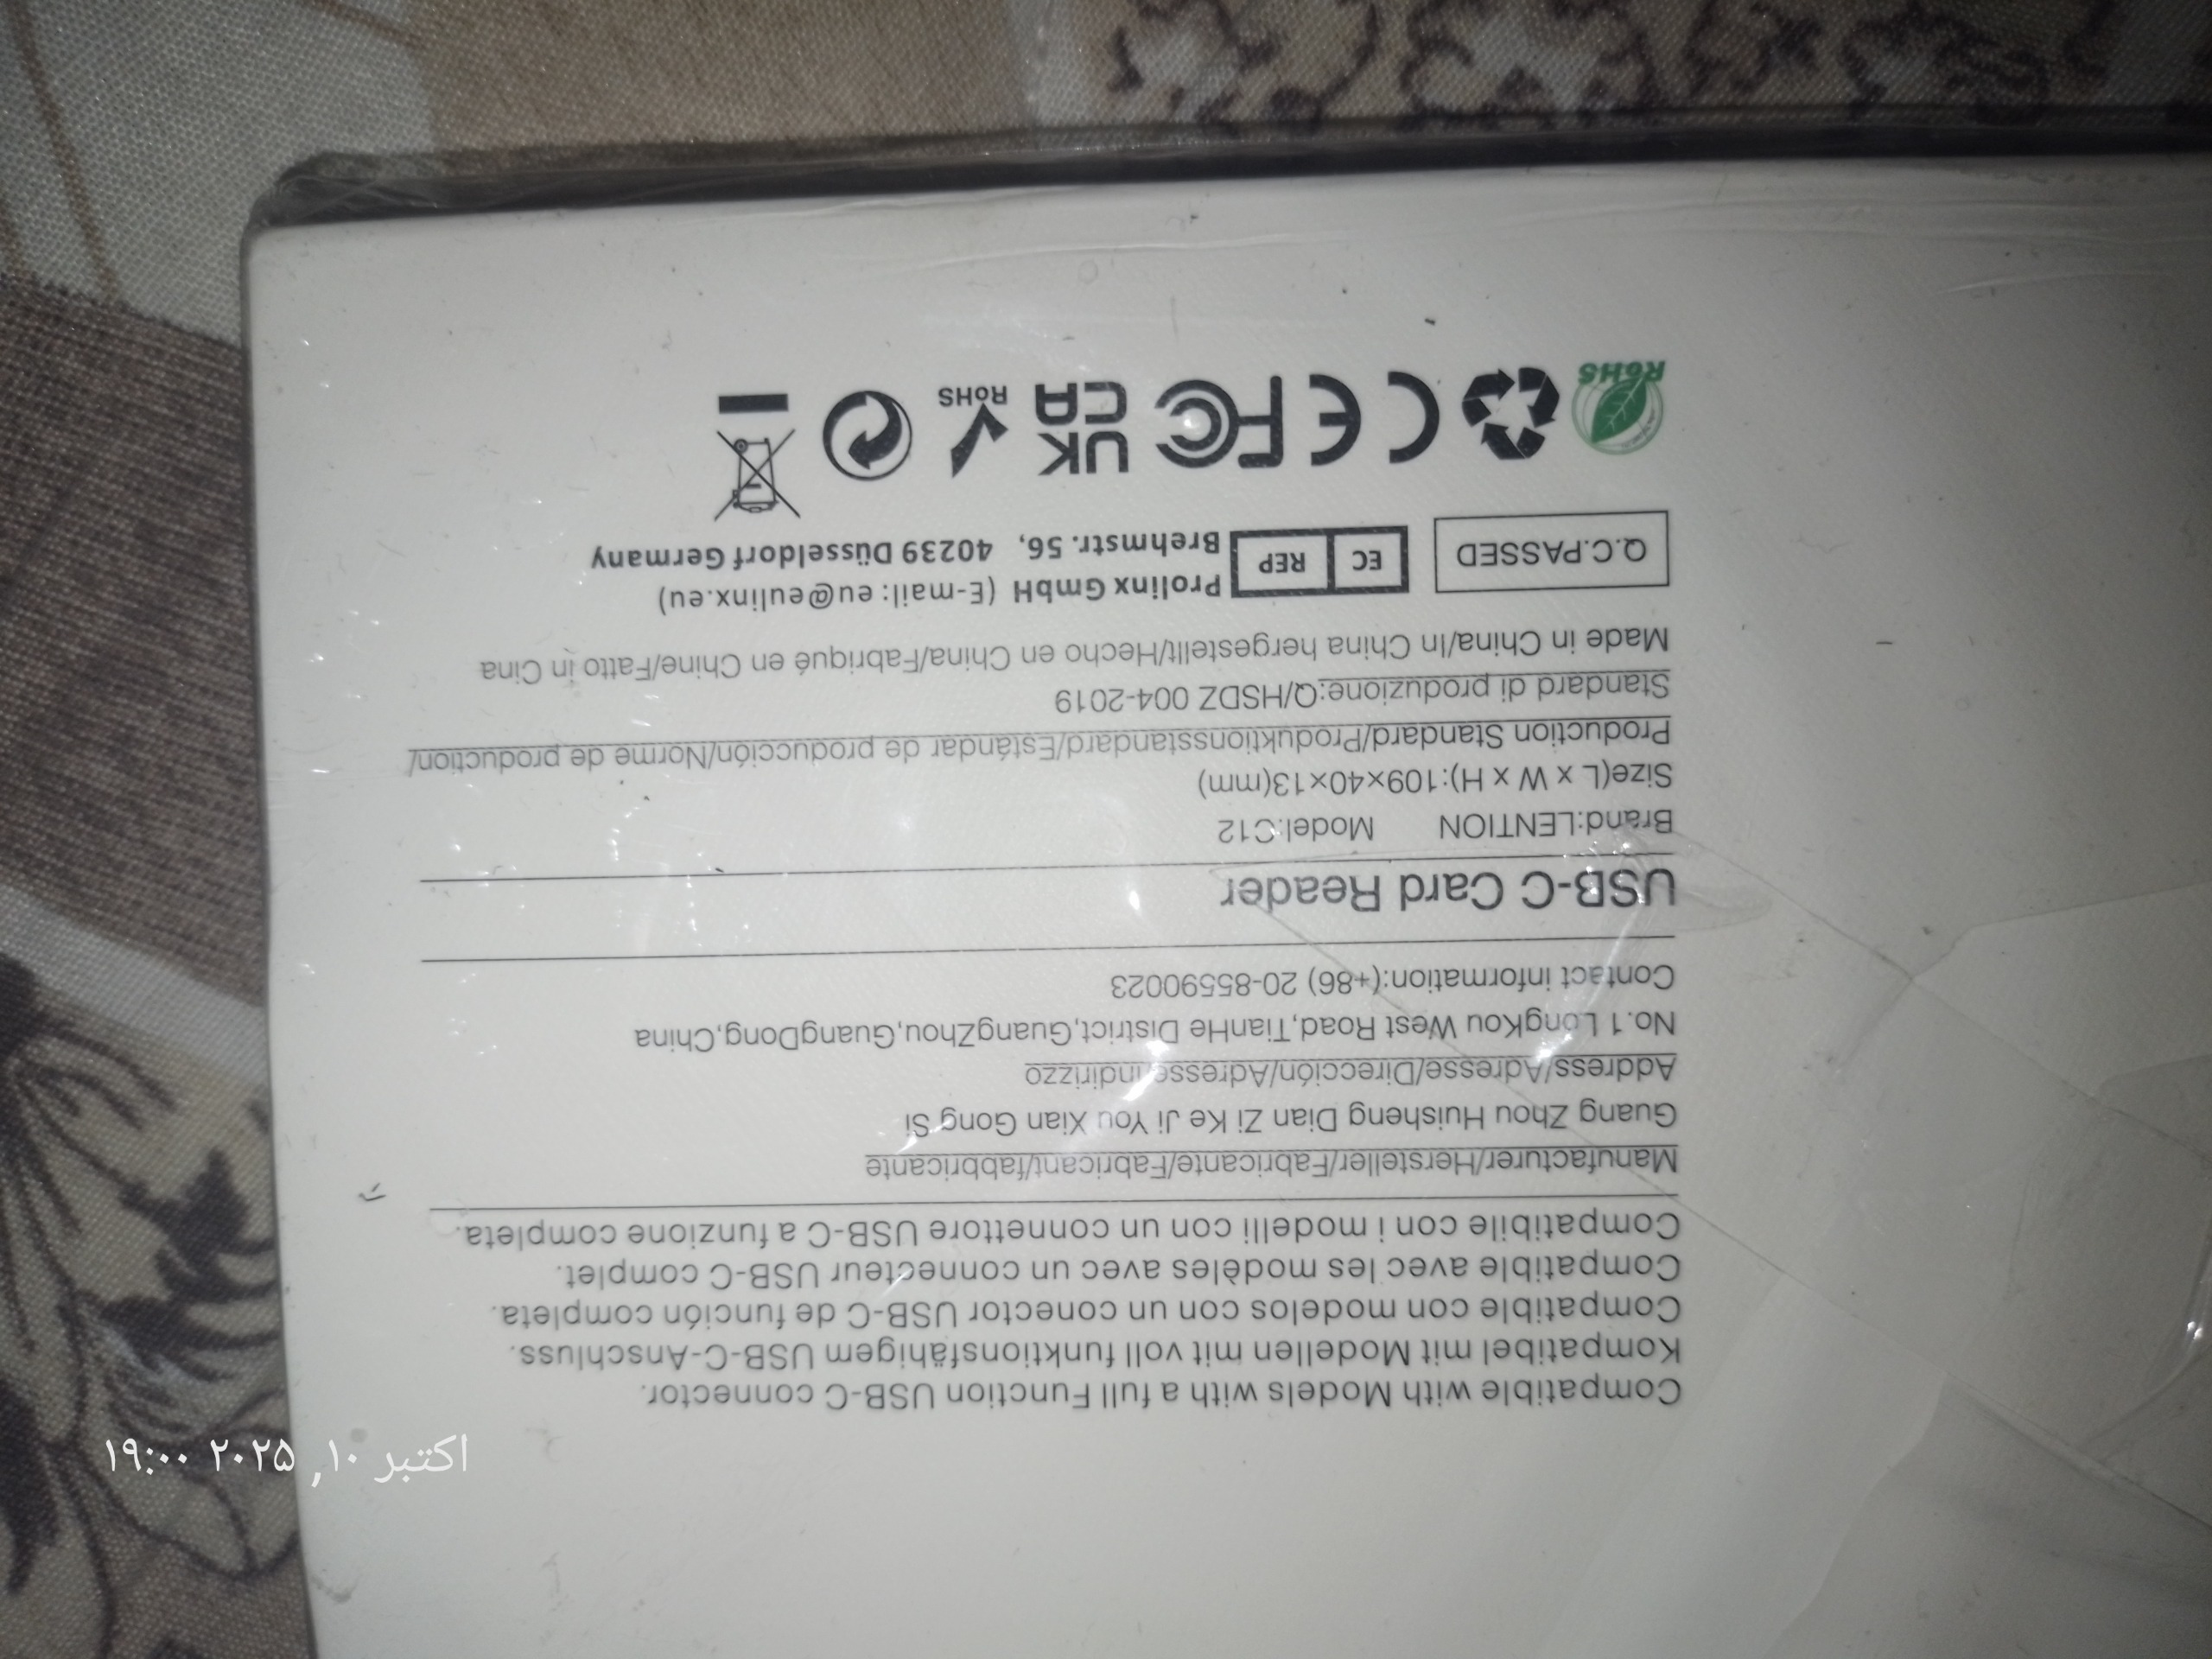 Compatible with Models with a full Function USB-C connector.
Kompatibel mit Modellen mit voll funktionsfähigem USB-C-Anschluss.
Compatible con modelos con un conector USB-C de función completa.
Compatible avec les modèles avec un connecteur USB-C complet.
Compatibile con i modelli con un connettore USB-C a funzione completa.
Manufacturer/Hersteller/Fabricante/Fabricant/fabbricante
Guang Zhou Huisheng Dian Zi Ke Ji You Xian Gong Si
Address/Adresse/Dirección/Adresse/indirizzo
No.1 LongKou West Road,TianHe District,GuangZhou,GuangDong,China
Contact information:(+86) 20-85590023
USB-C Card Reader
Brand:LENTION Model:C12
Size(L x W x H):109×40×13(mm)
Production Standard/Produktionsstandard/Estándar de producción/Norme de production/
Standard di produzione:Q/HSDZ 004-2019
Made in China/In China hergestellt/Hecho en China/Fabriqué en Chine/Fatto in Cina
Q.C.PASSED EC REP Prolinx GmbH (E-mail: eu@eulinx.eu)
Brehmstr. 56, 40239 Düsseldorf Germany
RoHS CE FC UK CA RoHS
اکتبر ۱۰, ۲۰۲۵ ۱۹:۰۰